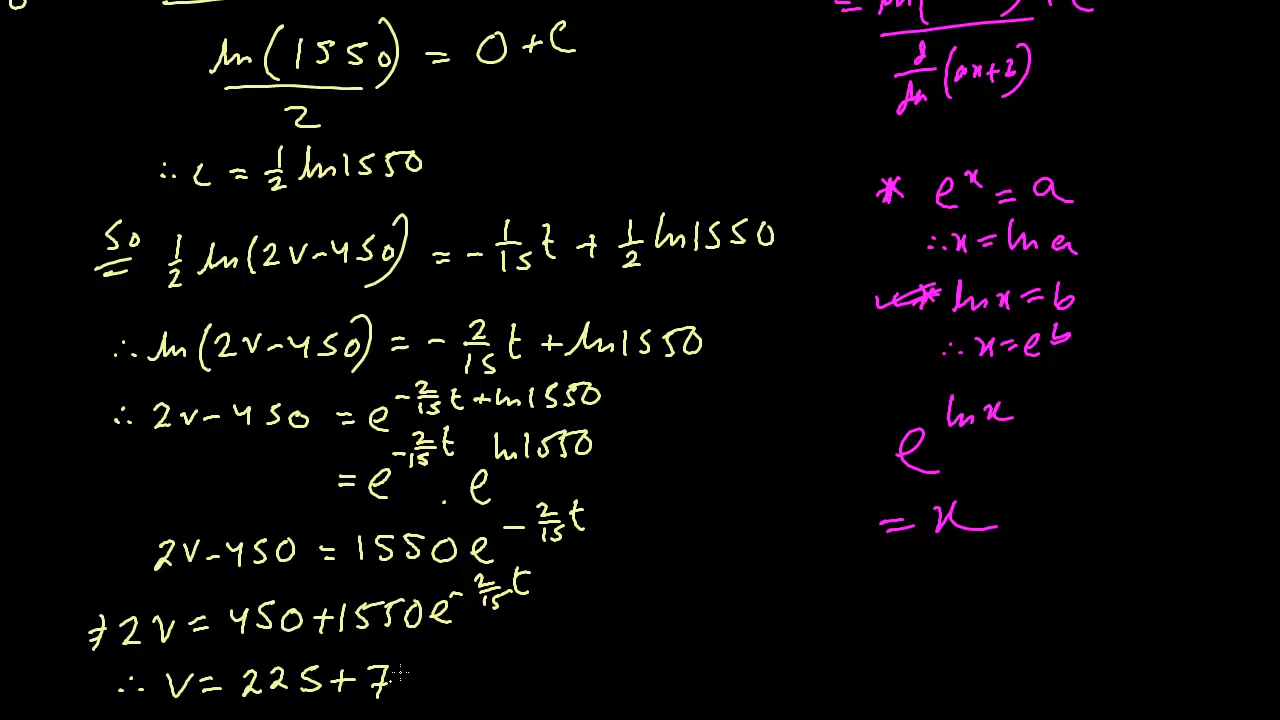 ln(1550)/2 = 0 + C
∴ c = 1/2 ln1550
So 1/2 ln(2v-450) = -1/15 t + 1/2 ln1550
∴ ln(2v-450) = -2/15 t + ln1550
∴ 2v-450 = e^(-2/15 t + ln1550)
= e^(-2/15 t) . e^(ln1550)
2v-450 = 1550e^(-2/15 t)
⇒ 2v = 450 + 1550e^(-2/15 t)
∴ v = 225 + 7
d/dx (ax+2)
* e^x = a
∴ x = ln a
* ln x = b
∴ x = e^b
e^(ln x)
= x